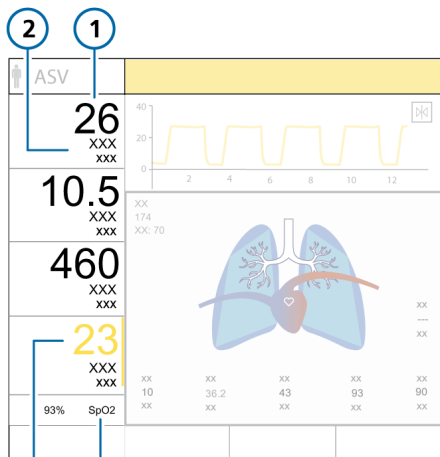 2
1
ASV
26
XXX
xxx
40
20
0
2 4 6 8 10 12
10.5
XXX
xxx
XX
174
XX: 70
460
XXX
xxx
23
XXX
xxx
xx
---
xx
xx xx xx xx xx
10 36.2 43 93 90
xx xx xx xx xx
93% SpO2